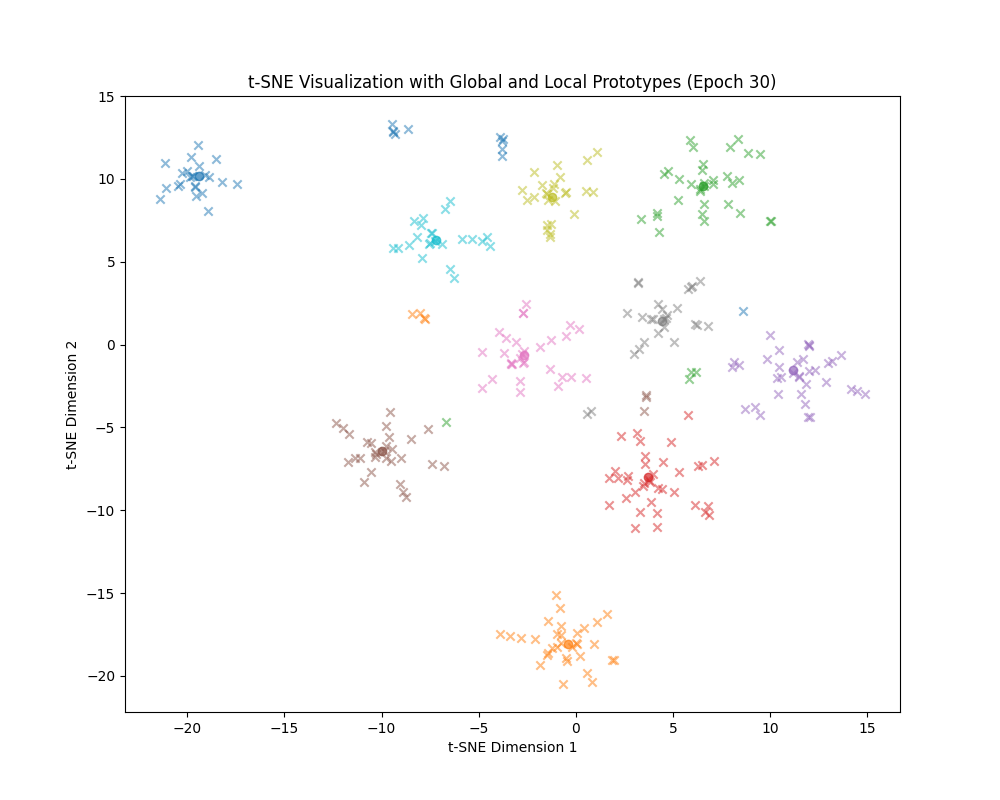 t-SNE Visualization with Global and Local Prototypes (Epoch 30)
15
10
5
0
−5
−10
−15
−20
t-SNE Dimension 2
−20 −15 −10 −5 0 5 10 15
t-SNE Dimension 1